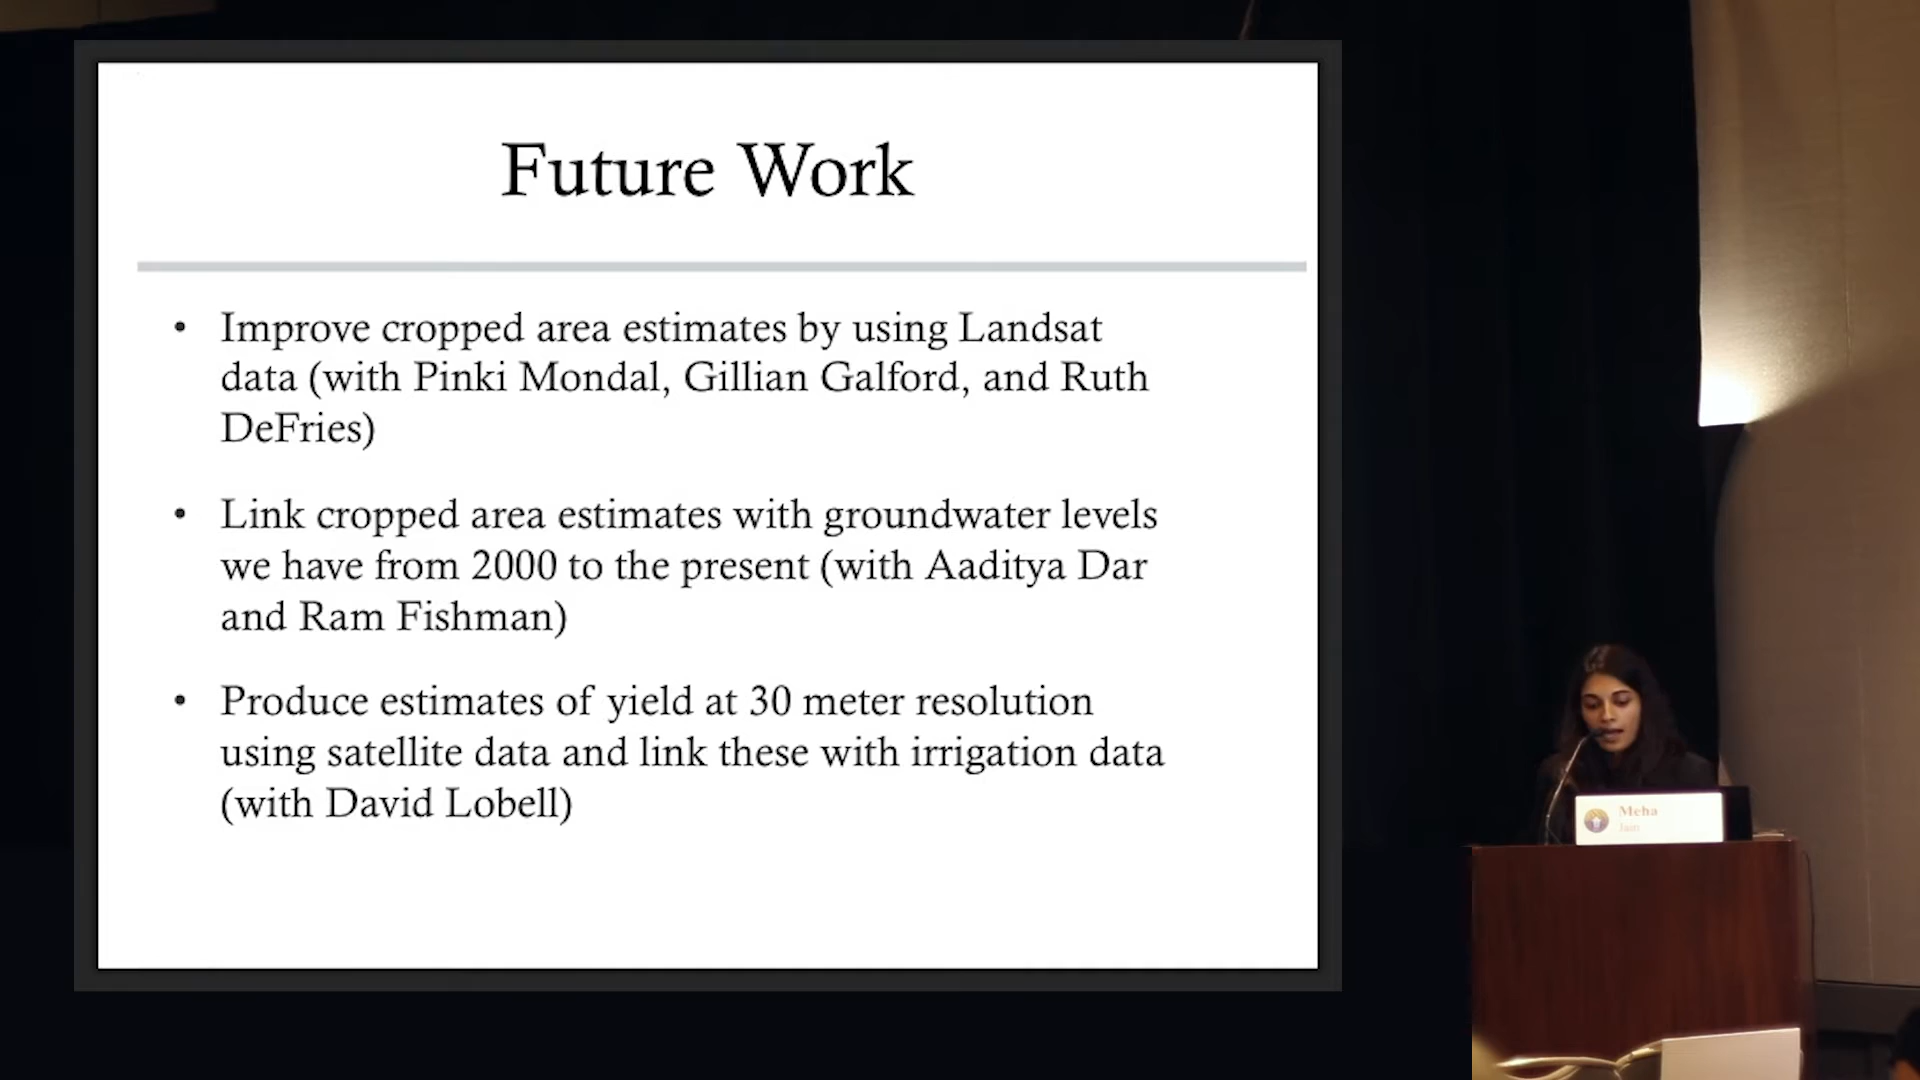 Future Work
• Improve cropped area estimates by using Landsat
data (with Pinki Mondal, Gillian Galford, and Ruth
DeFries)
• Link cropped area estimates with groundwater levels
we have from 2000 to the present (with Aaditya Dar
and Ram Fishman)
• Produce estimates of yield at 30 meter resolution
using satellite data and link these with irrigation data
(with David Lobell)
Meha
Jain